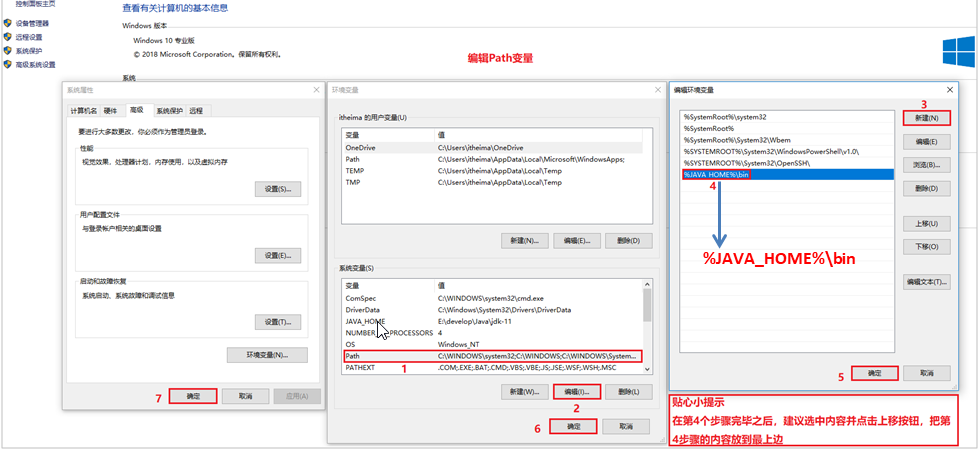 控制面板主页
设备管理器
远程设置
系统保护
高级系统设置
查看有关计算机的基本信息
Windows 版本
Windows 10 专业版
© 2018 Microsoft Corporation。保留所有权利。
系统
编辑Path变量
系统属性
计算机名 硬件 高级 系统保护 远程
要进行大多数更改，你必须作为管理员登录。
性能
视觉效果，处理器计划，内存使用，以及虚拟内存
设置(S)...
用户配置文件
与登录帐户相关的桌面设置
设置(E)...
启动和故障恢复
系统启动、系统故障和调试信息
设置(T)...
环境变量(N)...
7 确定 取消 应用(A)
环境变量
itheima 的用户变量(U)
变量 值
OneDrive C:\Users\itheima\OneDrive
Path C:\Users\itheima\AppData\Local\Microsoft\WindowsApps;
TEMP C:\Users\itheima\AppData\Local\Temp
TMP C:\Users\itheima\AppData\Local\Temp
新建(N)... 编辑(E)... 删除(D)
系统变量(S)
变量 值
ComSpec C:\WINDOWS\system32\cmd.exe
DriverData C:\Windows\System32\Drivers\DriverData
JAVA_HOME E:\develop\Java\jdk-11
NUMBER PROCESSORS 4
OS Windows_NT
Path C:\WINDOWS\system32;C:\WINDOWS;C:\WINDOWS\System...
PATHEXT .COM;.EXE;.BAT;.CMD;.VBS;.VBE;.JS;.JSE;.WSF;.WSH;.MSC
1
新建(W)... 编辑(I)... 删除(L)
2
6 确定 取消
编辑环境变量
%SystemRoot%\system32
%SystemRoot%
%SystemRoot%\System32\Wbem
%SYSTEMROOT%\System32\WindowsPowerShell\v1.0\
%SYSTEMROOT%\System32\OpenSSH\
%JAVA_HOME%\bin
4
%JAVA_HOME%\bin
3
新建(N)
编辑(E)
浏览(B)...
删除(D)
上移(U)
下移(O)
编辑文本(T)...
5 确定 取消
贴心小提示
在第4个步骤完毕之后，建议选中内容并点击上移按钮，把第
4步骤的内容放到最上边